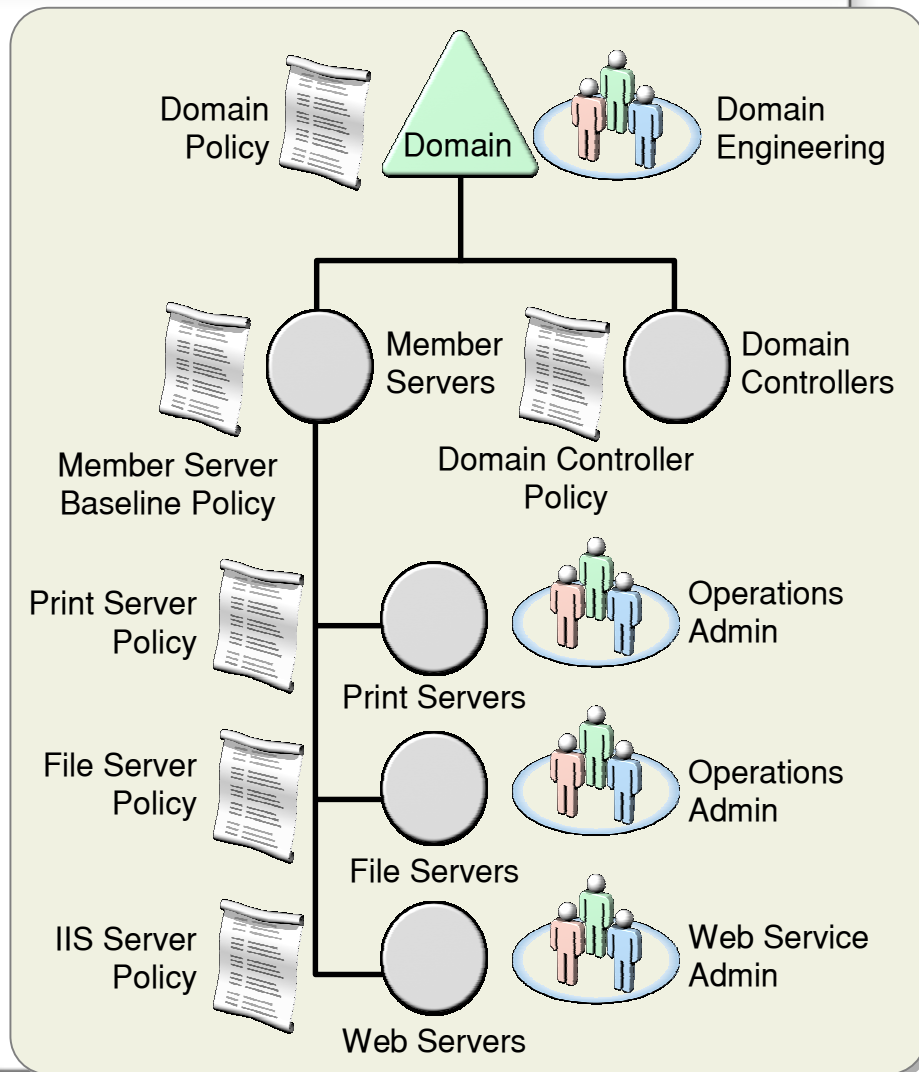 Domain
Policy
Domain
Domain
Engineering
Member
Servers
Domain
Controllers
Member Server
Baseline Policy
Domain Controller
Policy
Print Server
Policy
Operations
Admin
Print Servers
File Server
Policy
Operations
Admin
File Servers
IIS Server
Policy
Web Service
Admin
Web Servers